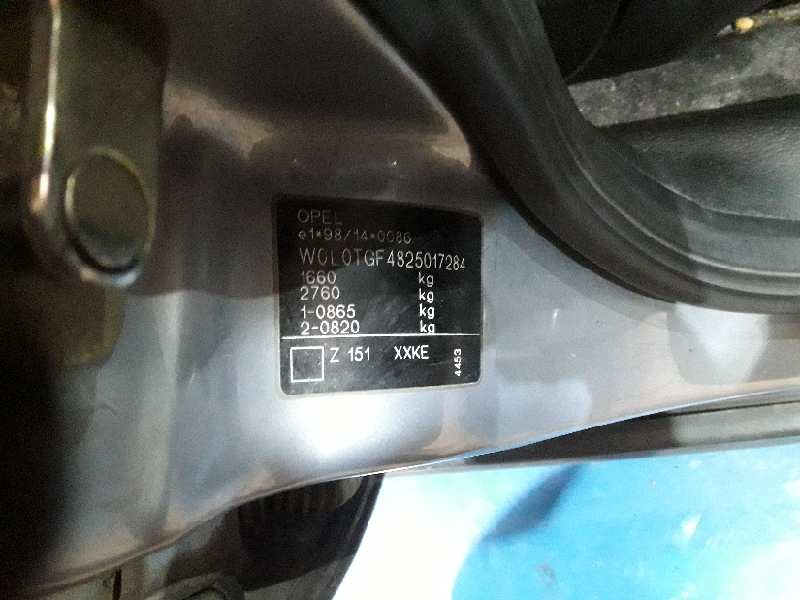 OPEL
e1*98/14*0086
W0L0TGF4825017284
1660 kg
2760 kg
1-0865 kg
2-0820 kg
Z 151 XXKE
4453